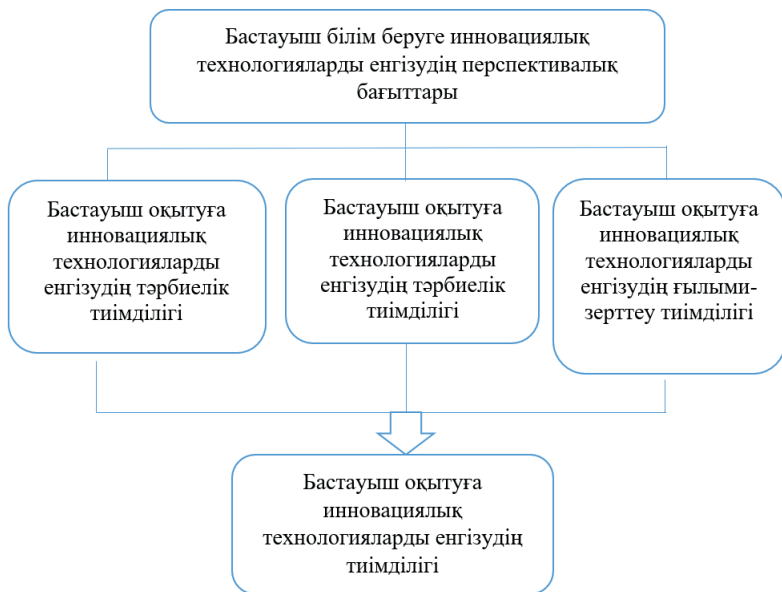 Бастауыш білім беруге инновациялық
технологияларды енгізудің перспективалық
бағыттары
Бастауыш оқытуға
инновациялық
технологияларды
енгізудің тәрбиелік
тиімділігі
Бастауыш оқытуға
инновациялық
технологияларды
енгізудің тәрбиелік
тиімділігі
Бастауыш оқытуға
инновациялық
технологияларды
енгізудің ғылыми-
зерттеу тиімділігі
Бастауыш оқытуға
инновациялық
технологияларды енгізудің
тиімділігі